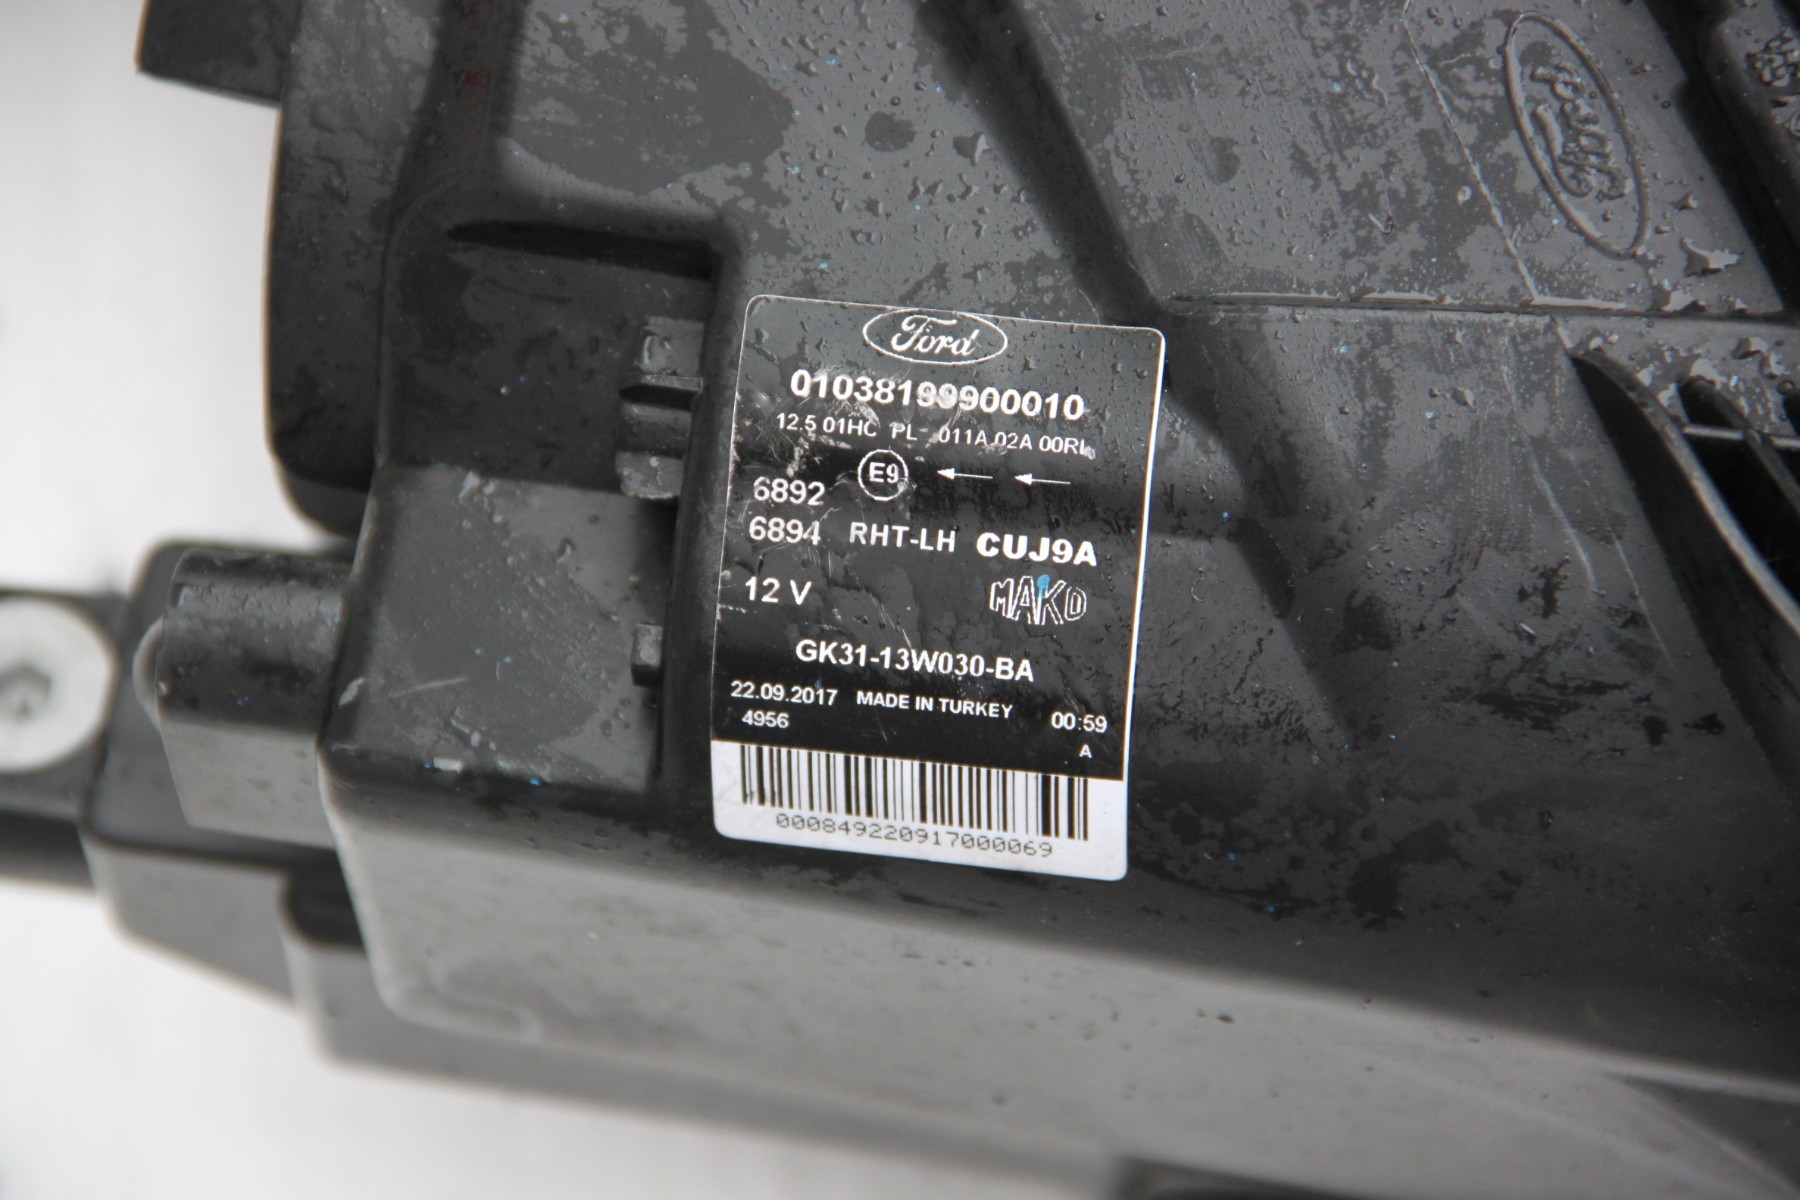 Ford
Ford
01038199900010
12.5 01HC PL 011A 02A 00RL
E9
6892
6894 RHT-LH CUJ9A
12 V MAKO
GK31-13W030-BA
22.09.2017 MADE IN TURKEY 00:59
4956 A
000849220917000069